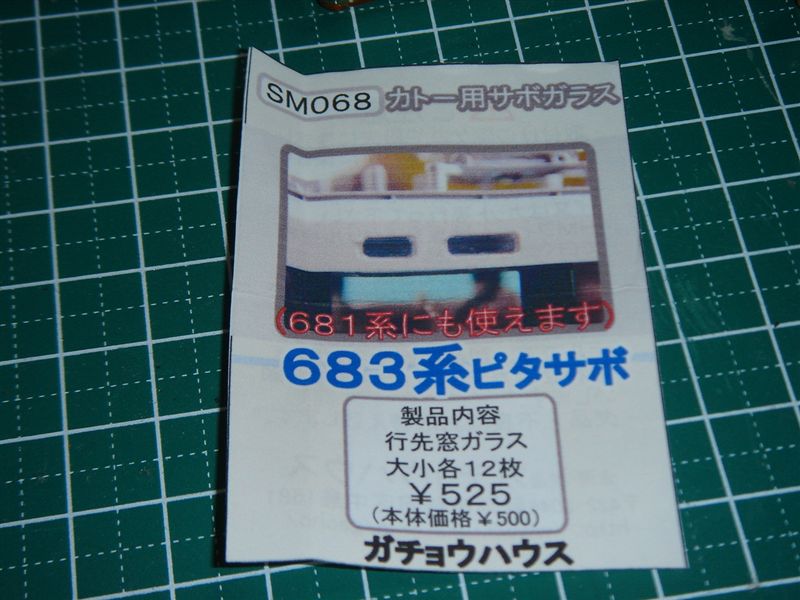 SM068 カトー用サボガラス
(681系にも使えます)
683系ピタサボ
製品内容
行先窓ガラス
大小各12枚
¥525
(本体価格¥500)
ガチョウハウス